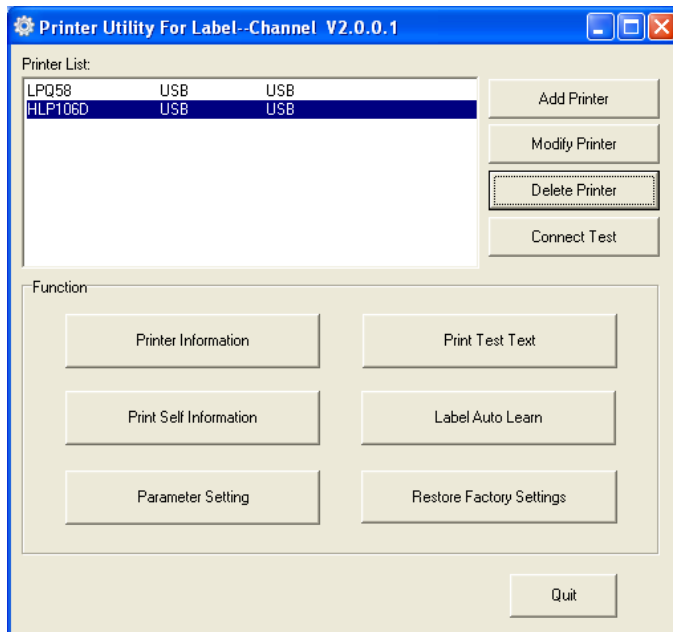 Printer Utility For Label--Channel V2.0.0.1
Printer List:
LPQ58 USB USB
HLP106D USB USB
Add Printer
Modify Printer
Delete Printer
Connect Test
Function
Printer Information
Print Test Text
Print Self Information
Label Auto Learn
Parameter Setting
Restore Factory Settings
Quit